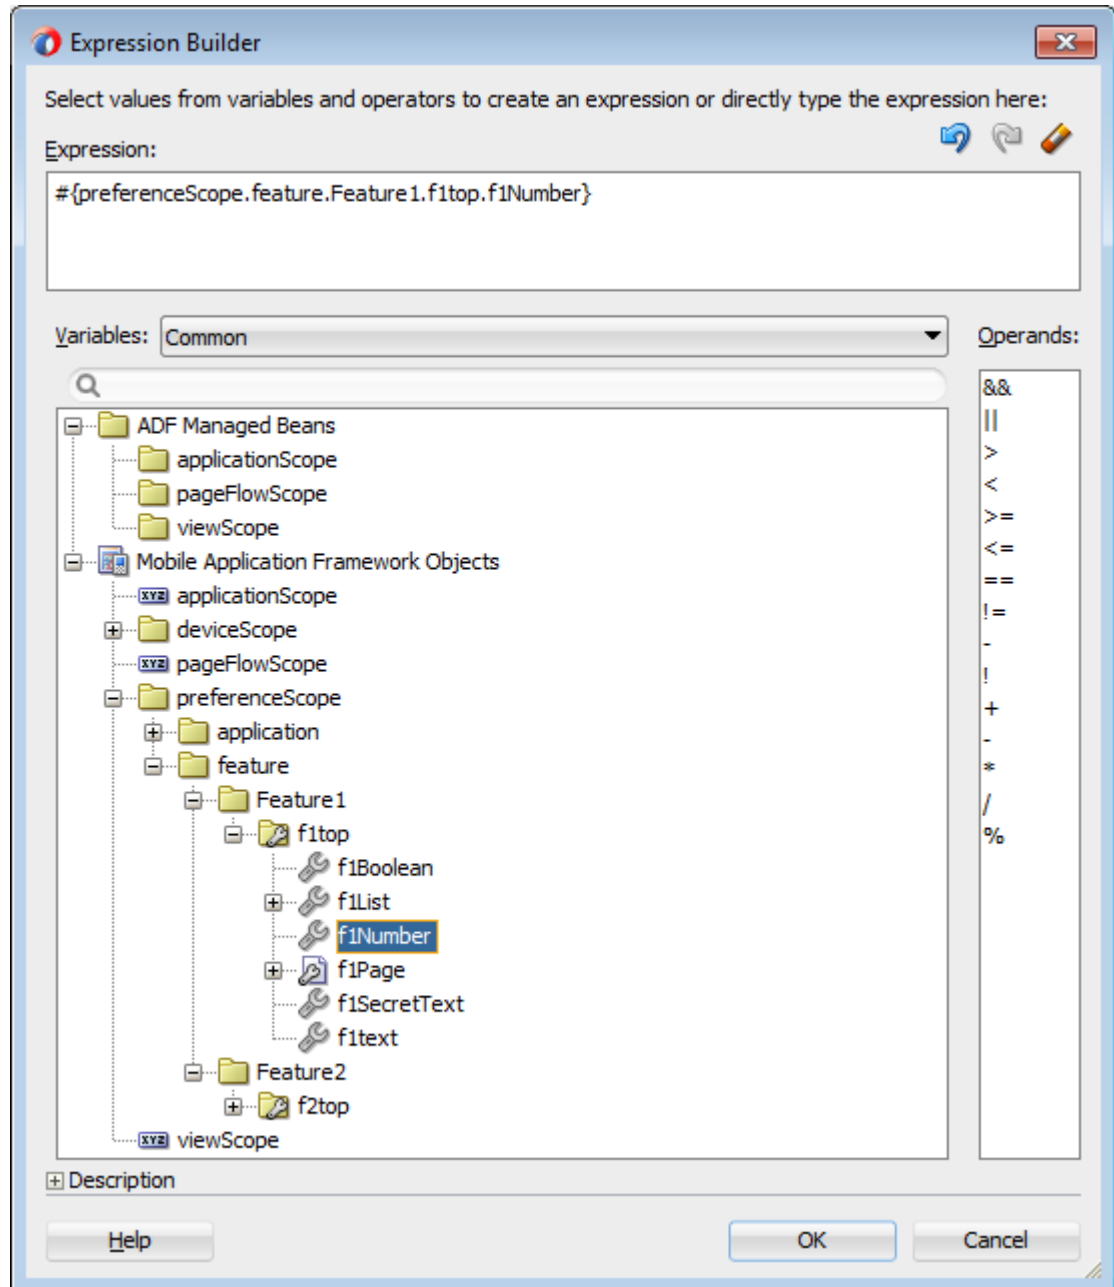 Expression Builder
Select values from variables and operators to create an expression or directly type the expression here:
Expression:
#{preferenceScope.feature.Feature1.f1top.f1Number}
Variables: Common Operands:
ADF Managed Beans
applicationScope
pageFlowScope
viewScope
Mobile Application Framework Objects
xyz applicationScope
deviceScope
xyz pageFlowScope
preferenceScope
application
feature
Feature1
f1top
f1Boolean
f1List
f1Number
f1Page
f1SecretText
f1text
Feature2
f2top
xyz viewScope
&&
||
>
<
>=
<=
==
!=
-
!
+
-
*
/
%
Description
Help OK Cancel